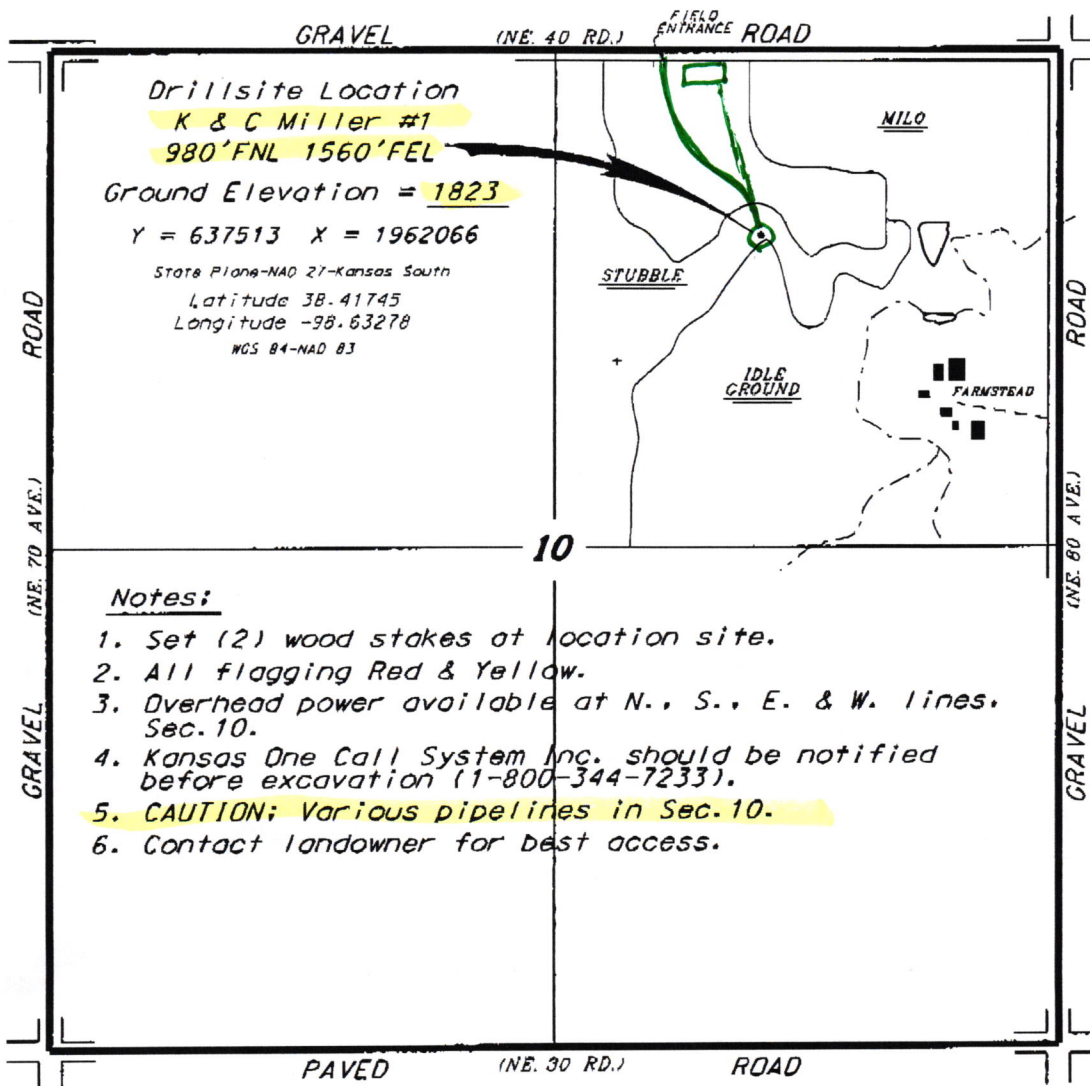 FIELD
ENTRANCE
GRAVEL (NE. 40 RD.) ROAD
Drillsite Location
K & C Miller #1
980'FNL 1560'FEL
Ground Elevation = 1823
Y = 637513 X = 1962066
State Plane-NAD 27-Kansas South
Latitude 38.41745
Longitude -98.63278
WGS 84-NAD 83
MILO
STUBBLE
IDLE
GROUND
FARMSTEAD
GRAVEL (NE. 70 AVE.) ROAD
GRAVEL (NE. 80 AVE.) ROAD
10
Notes:
1. Set (2) wood stakes at location site.
2. All flagging Red & Yellow.
3. Overhead power available at N., S., E. & W. lines,
Sec.10.
4. Kansas One Call System Inc. should be notified
before excavation (1-800-344-7233).
5. CAUTION: Various pipelines in Sec.10.
6. Contact landowner for best access.
PAVED (NE. 30 RD.) ROAD